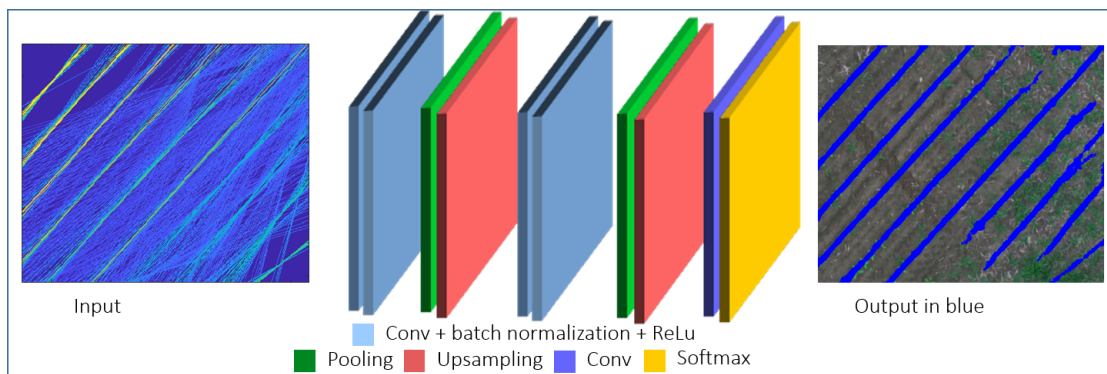 Input
Output in blue
Conv + batch normalization + ReLu
Pooling
Upsampling
Conv
Softmax